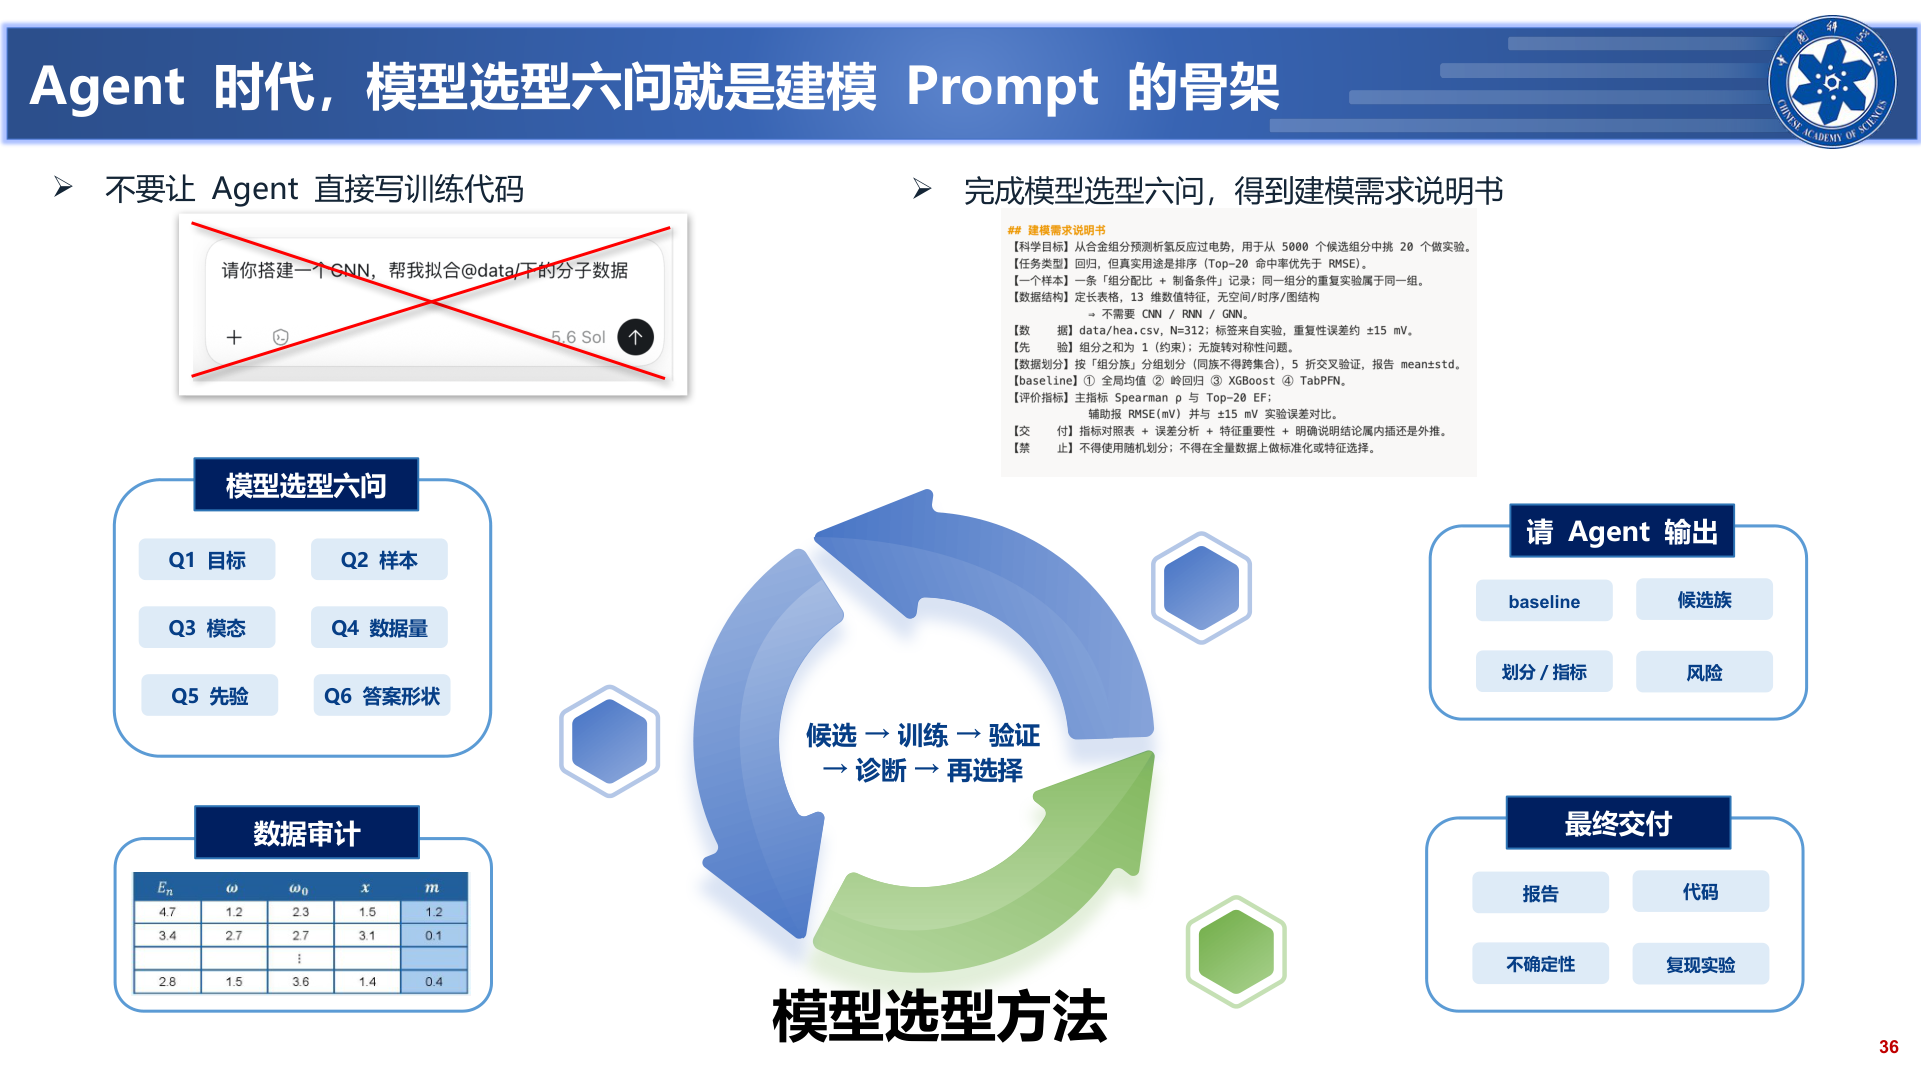 Agent 时代，模型选型六问就是建模 Prompt 的骨架
中国科学院
CHINESE ACADEMY OF SCIENCES
➢ 不要让 Agent 直接写训练代码
请你搭建一个CNN，帮我拟合@data/下的分子数据
5.6 Sol
➢ 完成模型选型六问，得到建模需求说明书
## 建模需求说明书
【科学目标】从合金组分预测析氢反应过电势，用于从 5000 个候选组分中挑 20 个做实验。
【任务类型】回归，但真实用途是排序（Top-20 命中率优先于 RMSE）。
【一个样本】一条「组分配比 + 制备条件」记录；同一组分的重复实验属于同一组。
【数据结构】定长表格，13 维数值特征，无空间/时序/图结构
⇒ 不需要 CNN / RNN / GNN。
【数 据】data/hea.csv，N=312；标签来自实验，重复性误差约 ±15 mV。
【先 验】组分之和为 1（约束）；无旋转对称性问题。
【数据划分】按「组分族」分组划分（同族不得跨集合），5 折交叉验证，报告 mean±std。
【baseline】① 全局均值 ② 岭回归 ③ XGBoost ④ TabPFN。
【评价指标】主指标 Spearman ρ 与 Top-20 EF；
辅助报 RMSE(mV) 并与 ±15 mV 实验误差对比。
【交 付】指标对照表 + 误差分析 + 特征重要性 + 明确说明结论属内插还是外推。
【禁 止】不得使用随机划分；不得在全量数据上做标准化或特征选择。
模型选型六问
Q1 目标 Q2 样本
Q3 模态 Q4 数据量
Q5 先验 Q6 答案形状
数据审计
En ω ω0 x m
4.7 1.2 2.3 1.5 1.2
3.4 2.7 2.7 3.1 0.1
⋮
2.8 1.5 3.6 1.4 0.4
候选 → 训练 → 验证
→ 诊断 → 再选择
模型选型方法
请 Agent 输出
baseline 候选族
划分 / 指标 风险
最终交付
报告 代码
不确定性 复现实验
36